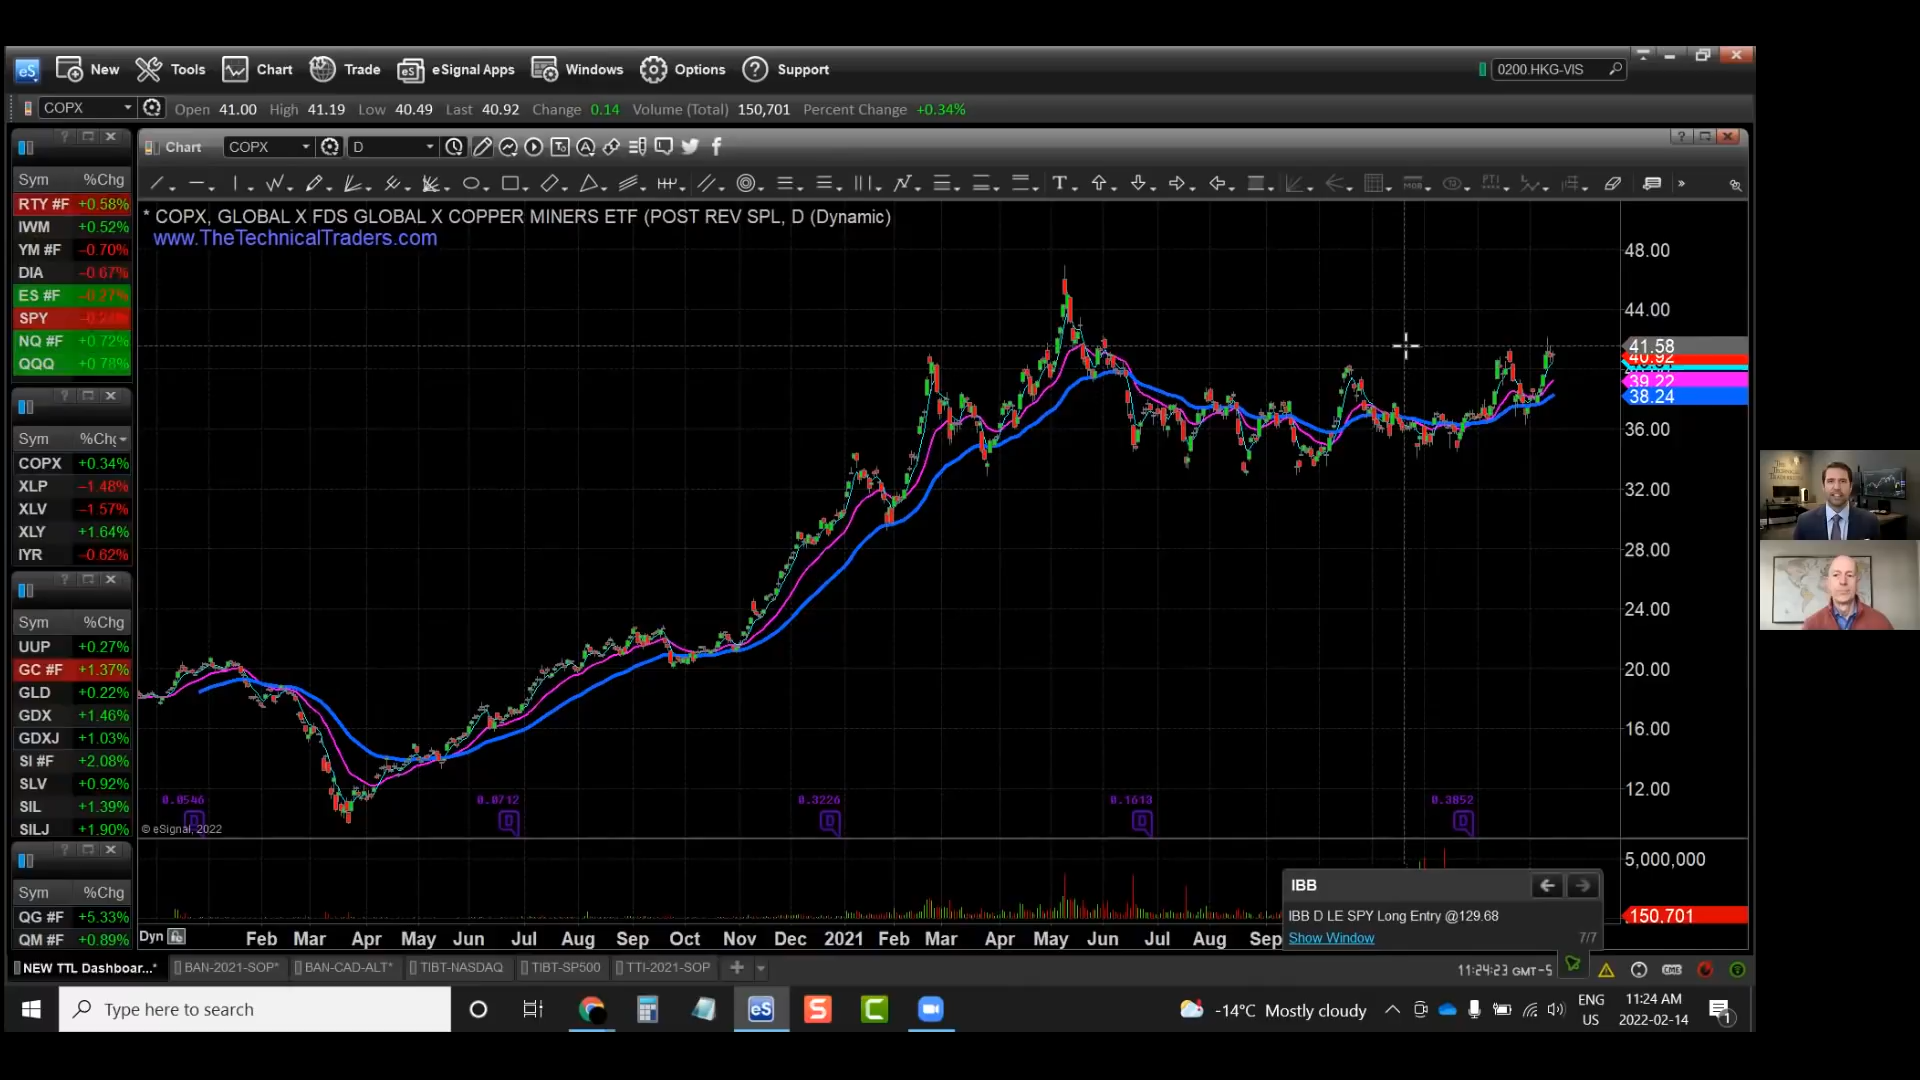 eS New Tools Chart Trade eSignal Apps Windows Options Support 0200.HKG-VIS
COPX Open 41.00 High 41.19 Low 40.49 Last 40.92 Change 0.14 Volume (Total) 150,701 Percent Change +0.34%
Chart COPX D
Sym %Chg
RTY #F +0.58%
IWM +0.52%
YM #F -0.70%
DIA -0.67%
ES #F -0.27%
SPY
NQ #F +0.72%
QQQ +0.78%
Sym %Chg
COPX +0.34%
XLP -1.48%
XLV -1.57%
XLY +1.64%
IYR -0.62%
Sym %Chg
UUP +0.27%
GC #F +1.37%
GLD +0.22%
GDX +1.46%
GDXJ +1.03%
SI #F +2.08%
SLV +0.92%
SIL +1.39%
SILJ +1.90%
Sym %Chg
QG #F +5.33%
QM #F +0.89%
* COPX, GLOBAL X FDS GLOBAL X COPPER MINERS ETF (POST REV SPL, D (Dynamic)
www.TheTechnicalTraders.com
48.00
44.00
41.58
40.92
39.22
38.24
36.00
32.00
28.00
24.00
20.00
16.00
12.00
0.0546 0.0712 0.3226 0.1613 0.3852
D D D D D
© eSignal, 2022
5,000,000
150,701
IBB
IBB D LE SPY Long Entry @129.68
Show Window 7/7
Dyn Feb Mar Apr May Jun Jul Aug Sep Oct Nov Dec 2021 Feb Mar Apr May Jun Jul Aug Sep
NEW TTL Dashboar...* BAN-2021-SOP* BAN-CAD-ALT* TIBT-NASDAQ TIBT-SP500 TTI-2021-SOP
11:24:23 GMT-5 CME
Type here to search
eS S C
-14°C Mostly cloudy
ENG
US
11:24 AM
2022-02-14
1